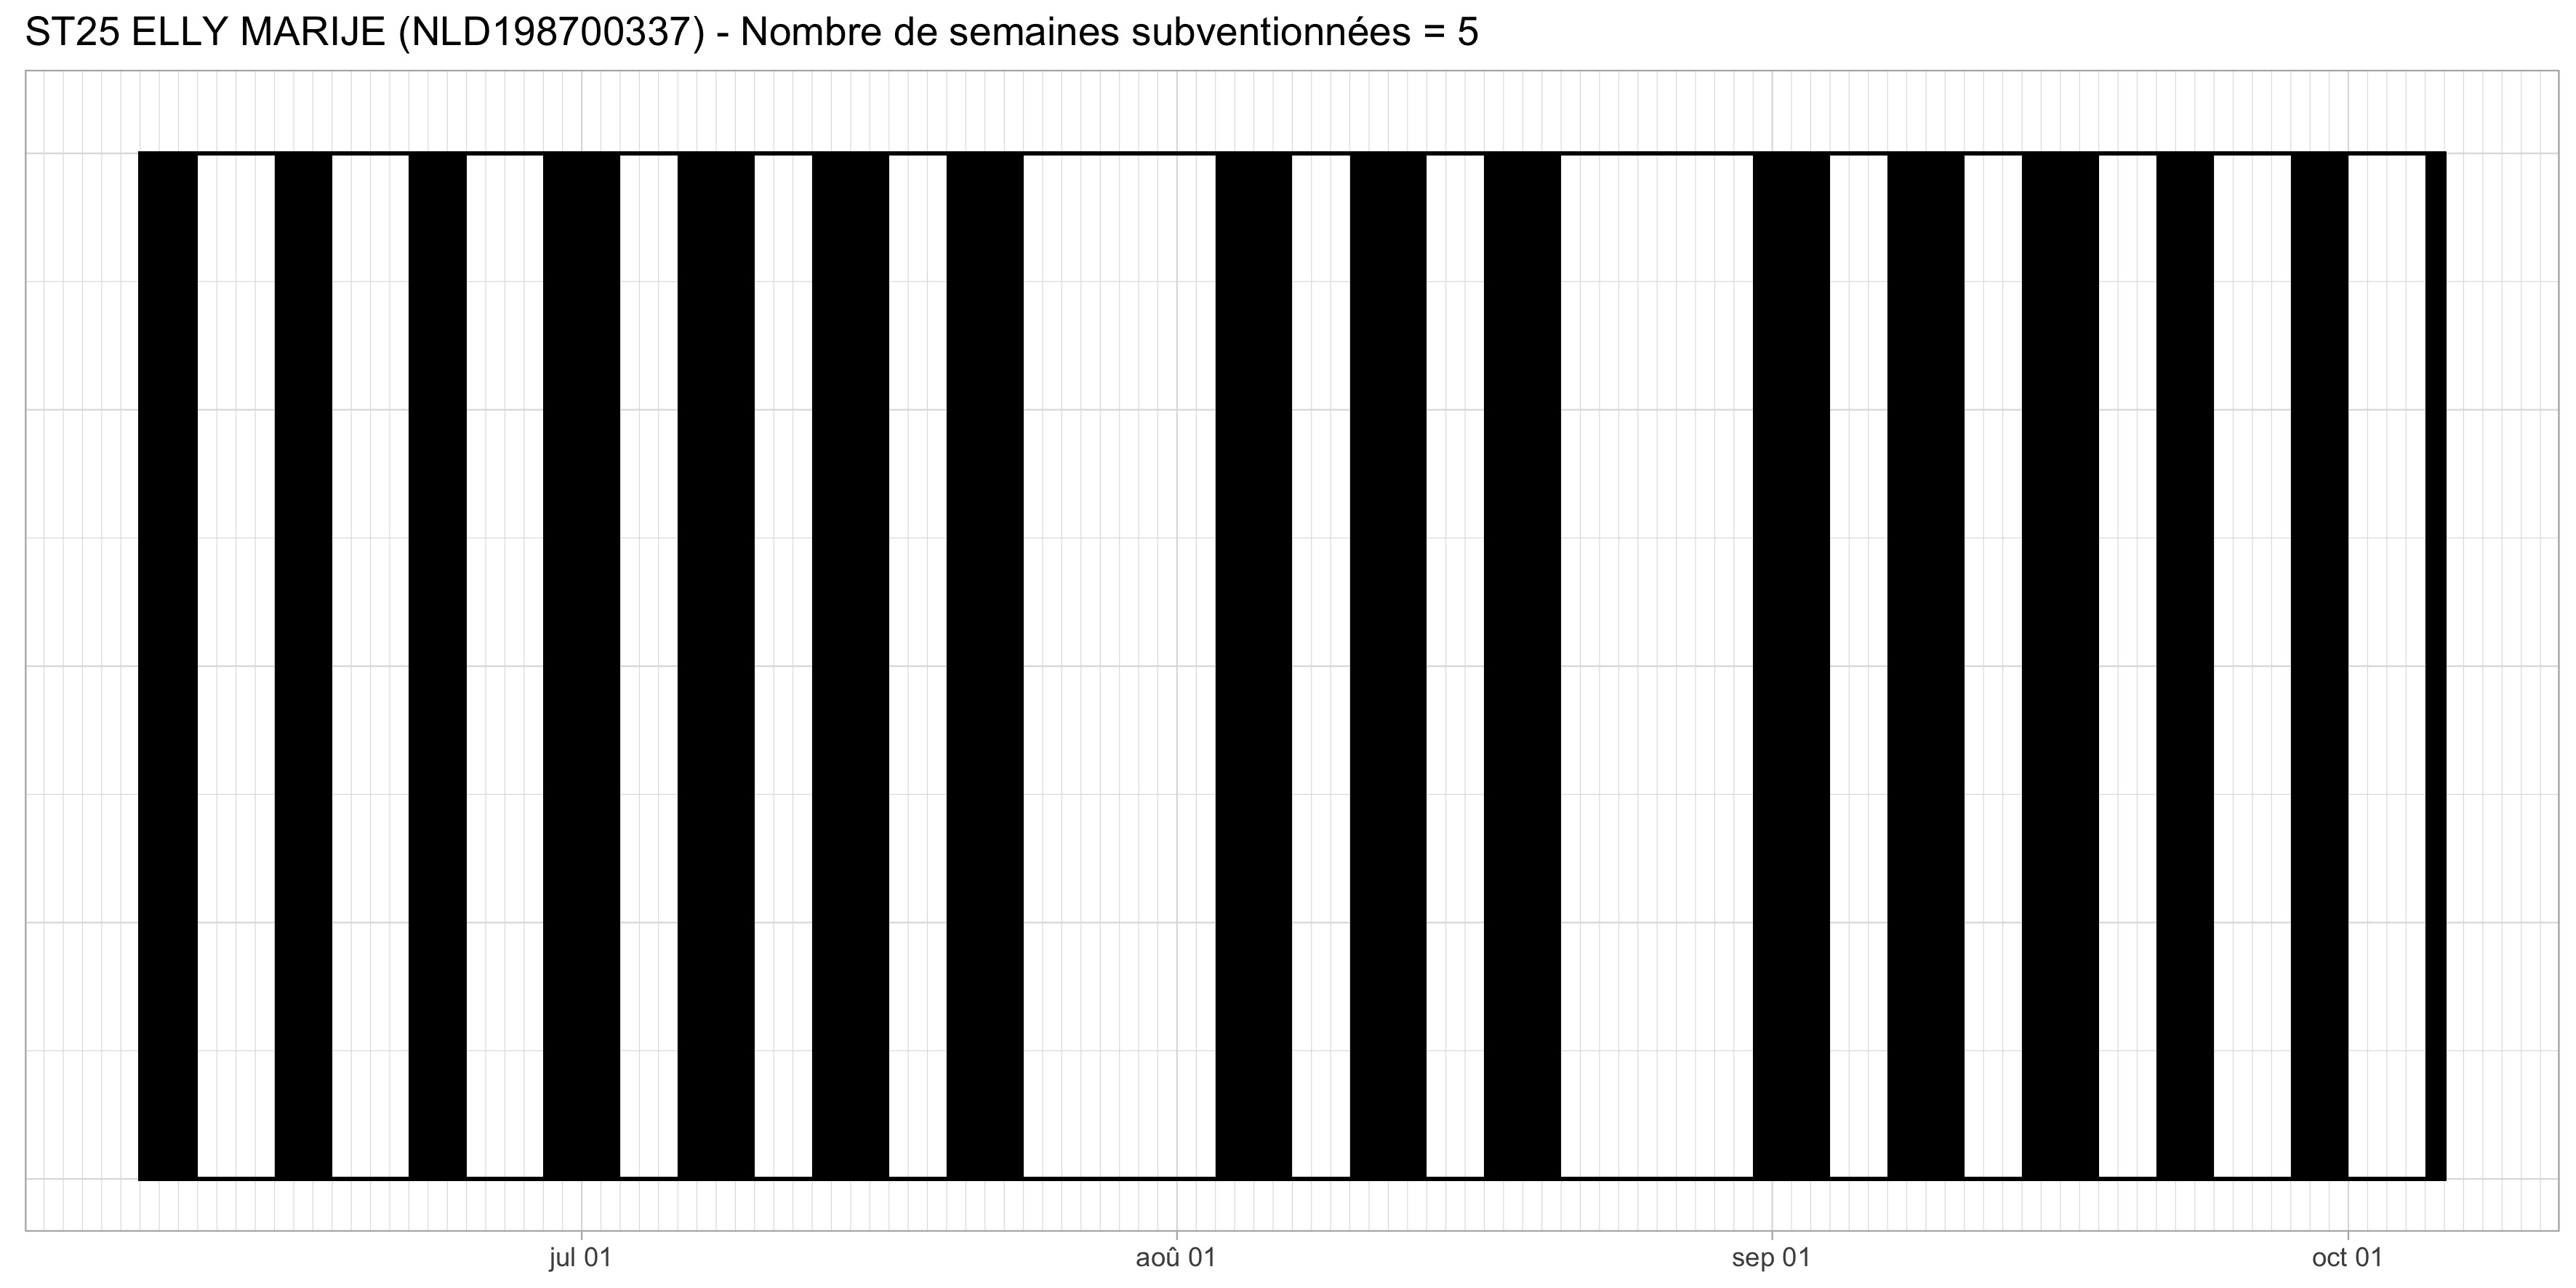 ST25 ELLY MARIJE (NLD198700337) - Nombre de semaines subventionnées = 5
jul 01 aoû 01 sep 01 oct 01